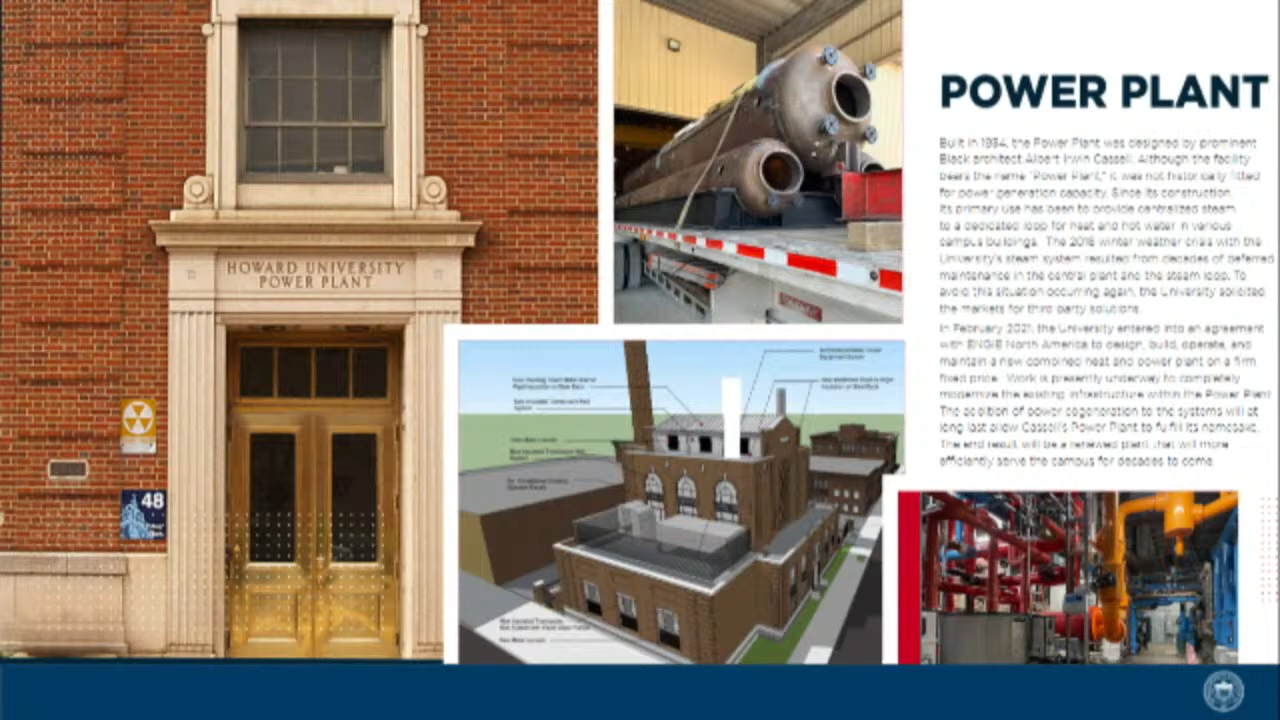 HOWARD UNIVERSITY
POWER PLANT
48
POWER PLANT
Built in 1934, the Power Plant was designed by prominent
Black architect Albert Irwin Cassell. Although the facility
bears the name "Power Plant," it was not historically fitted
for power generation capacity. Since its construction,
its primary use has been to provide centralized steam
to a dedicated loop for heat and hot water in various
campus buildings. The 2018 winter weather crisis with the
University's steam system resulted from decades of deferred
maintenance in the central plant and the steam loop. To
avoid this situation occurring again, the University solicited
the markets for third party solutions.
In February 2021, the University entered into an agreement
with ENGIE North America to design, build, operate, and
maintain a new combined heat and power plant on a firm
fixed price. Work is presently underway to completely
modernize the existing infrastructure within the Power Plant.
The addition of power cogeneration to the systems will at
long last allow Cassell's Power Plant to fulfill its namesake.
The end result will be a renewed plant that will more
efficiently serve the campus for decades to come.